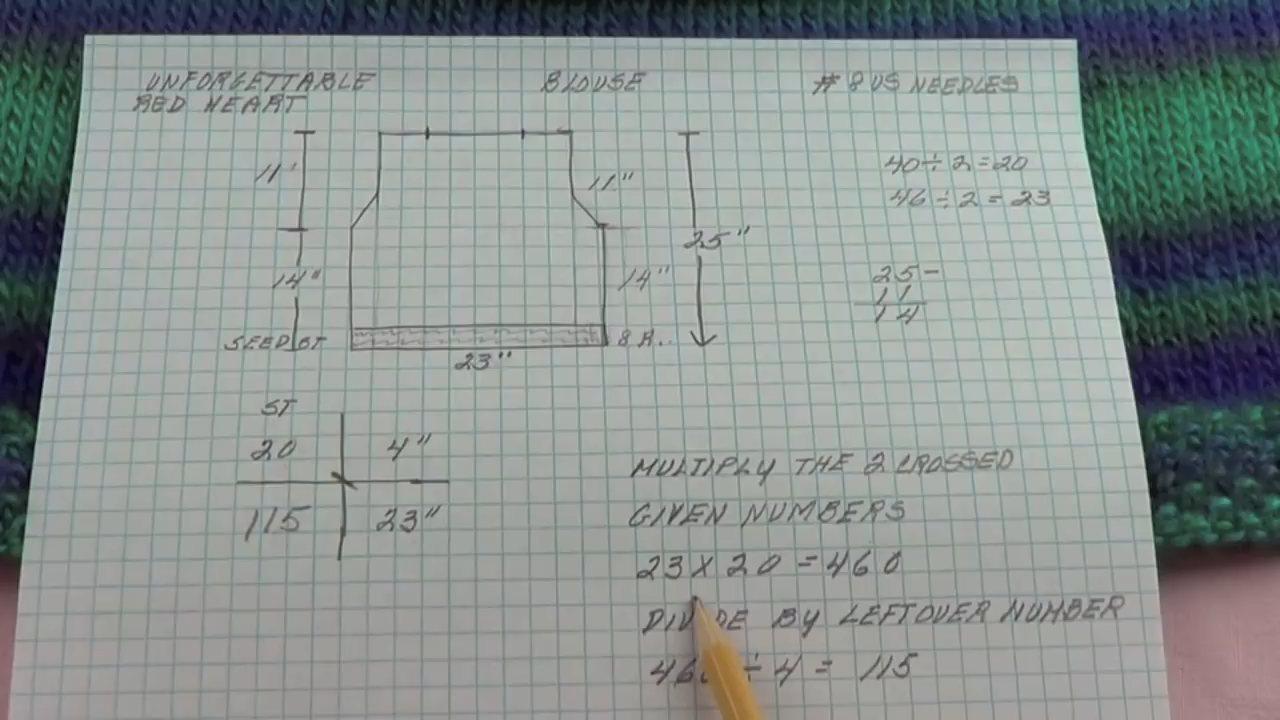 UNFORGETTABLE BLOUSE # 8 US NEEDLES
RED HEART
40 ÷ 2 = 20
46 ÷ 2 = 23
11"
11"
25"
14"
14"
25 -
11
14
SEED ST
8 R.
23"
ST
20 4"
115 23"
MULTIPLY THE 2 CROSSED
GIVEN NUMBERS
23 X 20 = 460
DIVIDE BY LEFTOVER NUMBER
460 ÷ 4 = 115